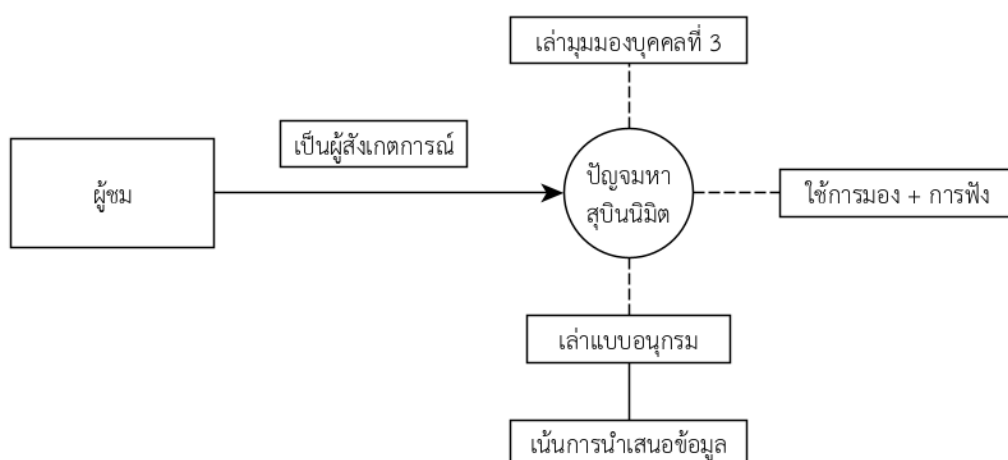 เล่ามุมมองบุคคลที่ 3
เป็นผู้สังเกตการณ์
ผู้ชม
ปัญจมหา
สุบินนิมิต
ใช้การมอง + การฟัง
เล่าแบบอนุกรม
เน้นการนำเสนอข้อมูล